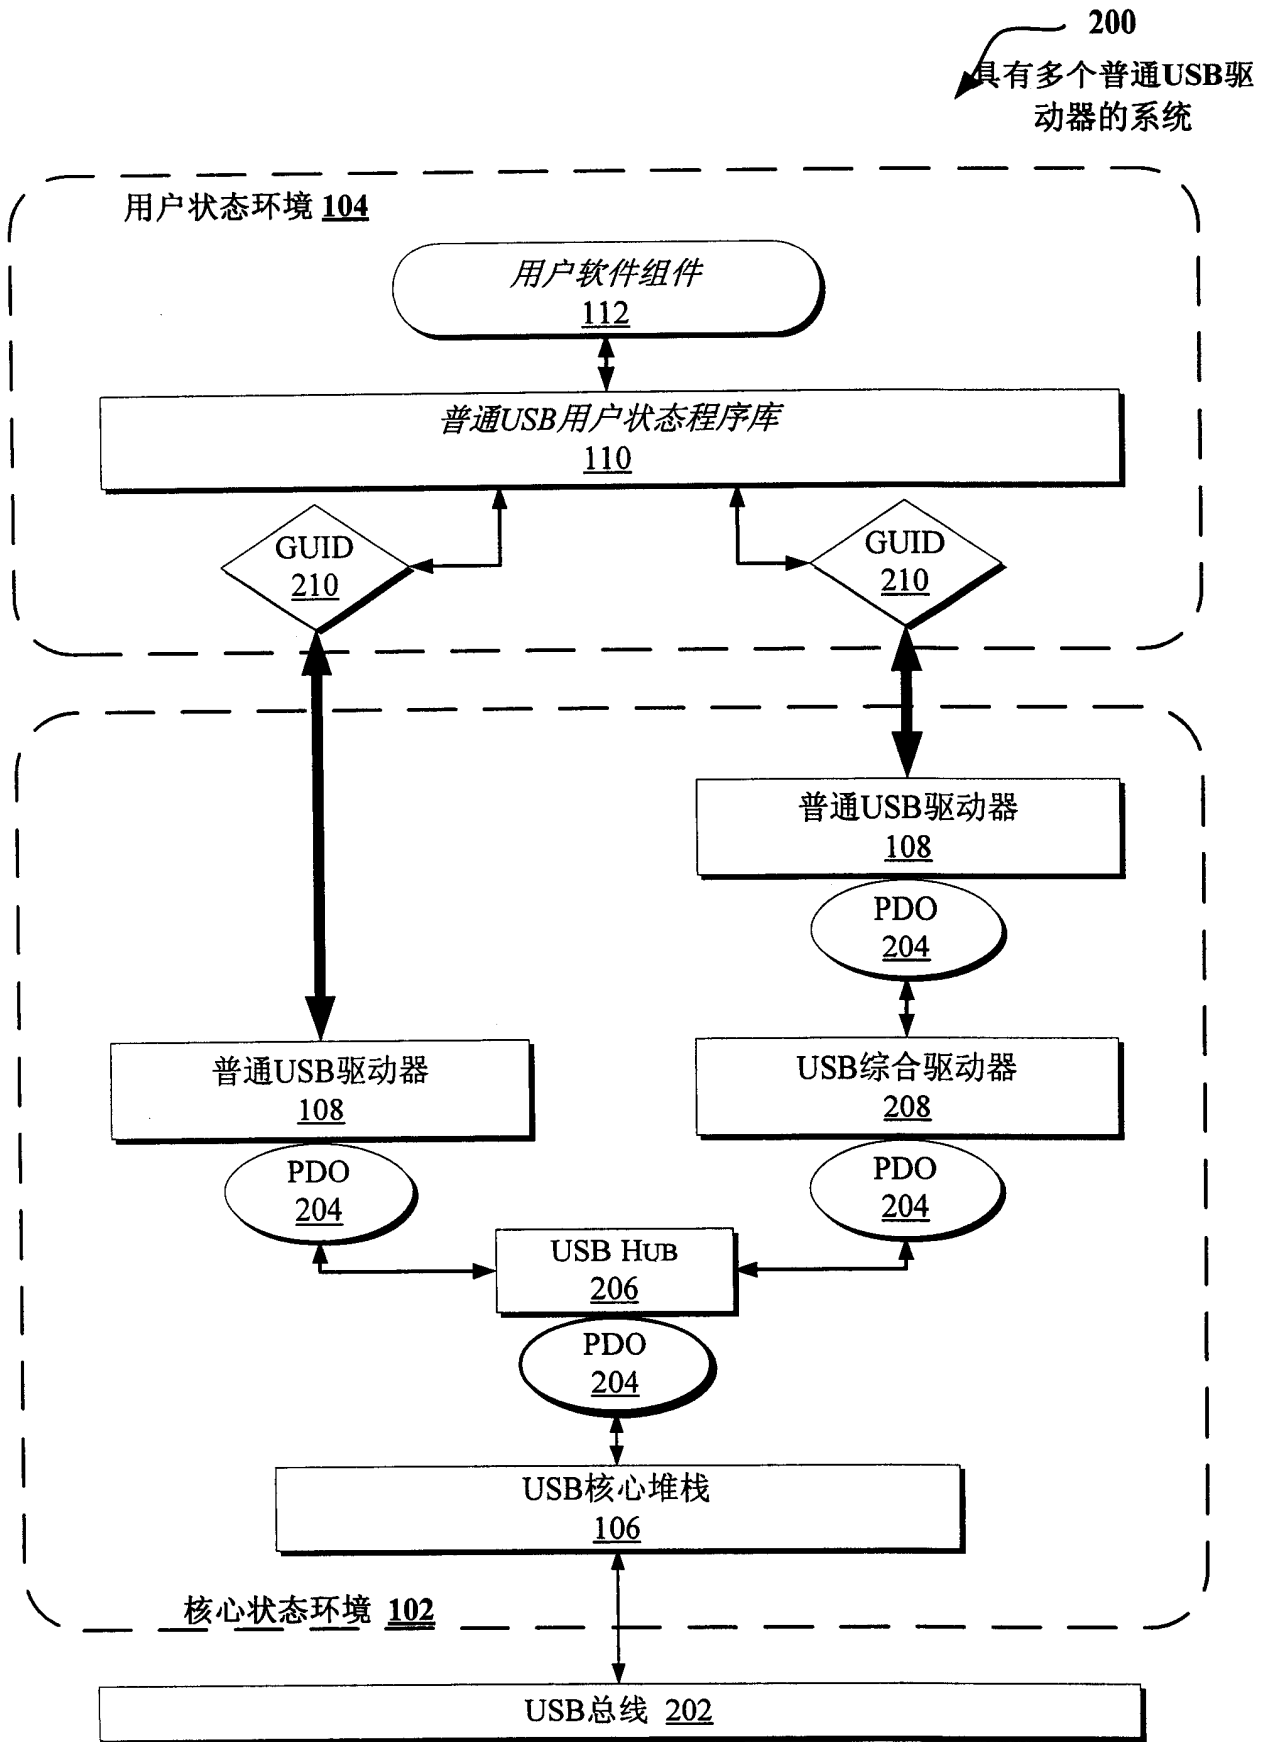 200
具有多个普通USB驱
动器的系统
用户状态环境 104
用户软件组件
112
普通USB用户状态程序库
110
GUID
210
GUID
210
普通USB驱动器
108
PDO
204
普通USB驱动器
108
USB综合驱动器
208
PDO
204
PDO
204
USB HUB
206
PDO
204
USB核心堆栈
106
核心状态环境 102
USB总线 202